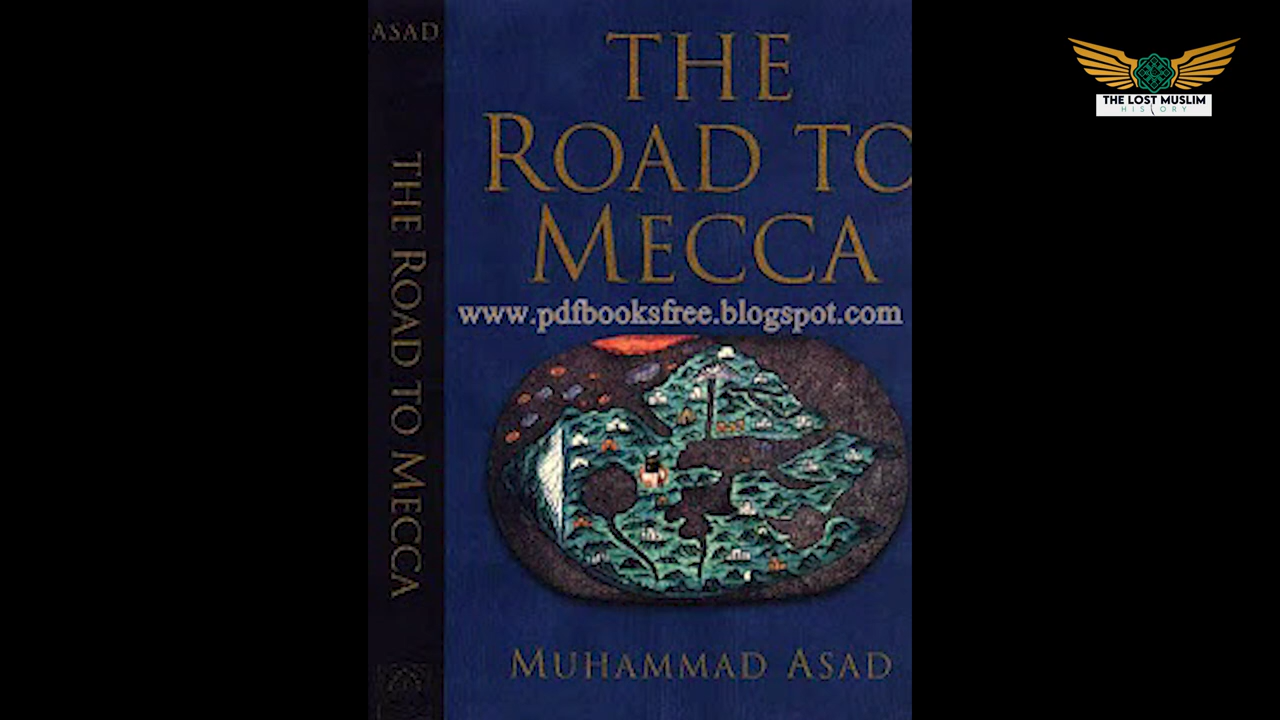 ASAD
THE ROAD TO MECCA
THE
ROAD TO
MECCA
www.pdfbooksfree.blogspot.com
MUHAMMAD ASAD
THE LOST MUSLIM
HISTORY